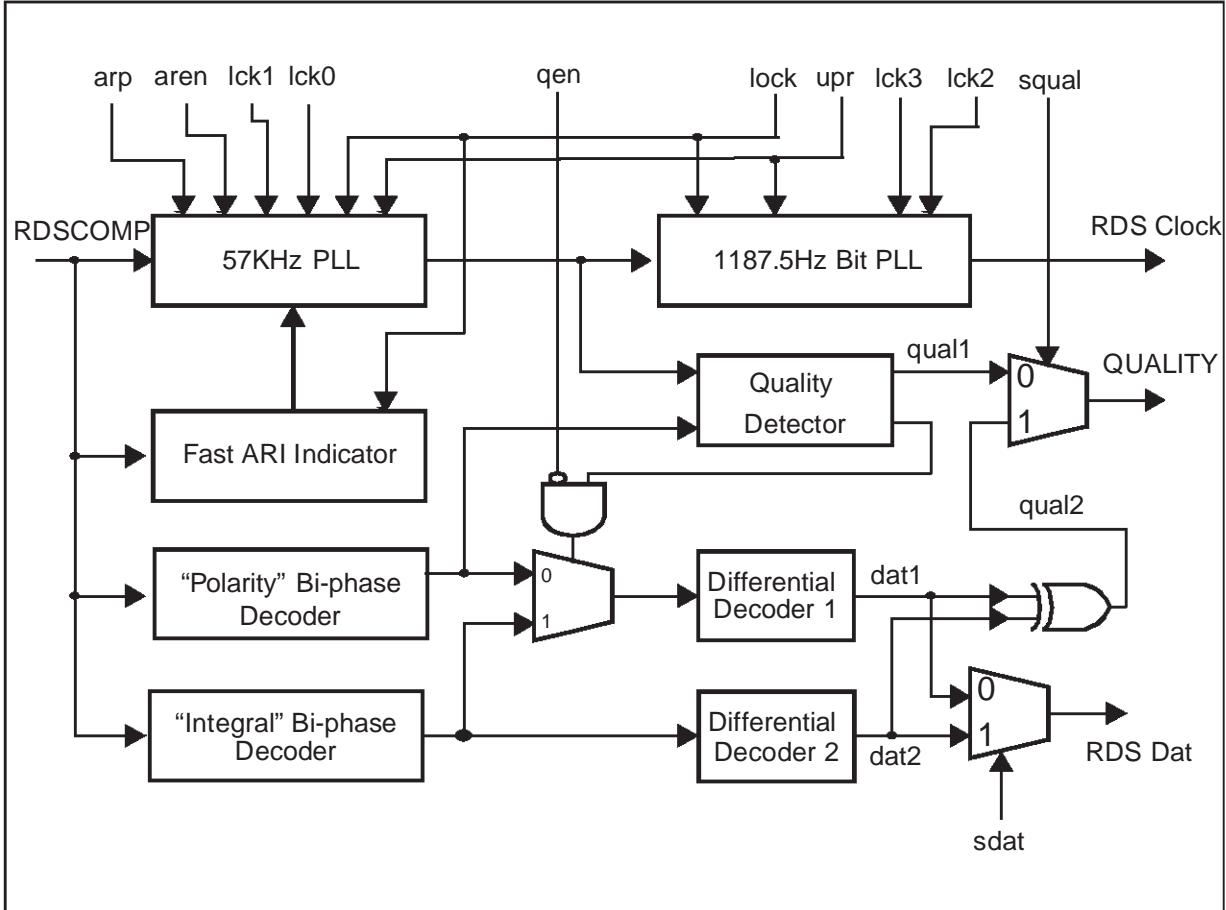 arp aren lck1 lck0 qen lock upr lck3 lck2 squal
RDSCOMP
57KHz PLL
1187.5Hz Bit PLL
RDS Clock
qual1
QUALITY
0
1
Quality
Detector
Fast ARI Indicator
qual2
“Polarity” Bi-phase
Decoder
0
1
Differential
Decoder 1
dat1
“Integral” Bi-phase
Decoder
Differential
Decoder 2
dat2
0
1
RDS Dat
sdat